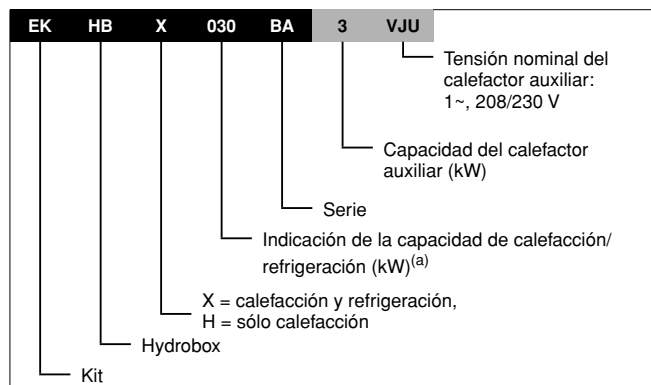 EK HB X 030 BA 3 VJU
Tensión nominal del
calefactor auxiliar:
1~, 208/230 V
Capacidad del calefactor
auxiliar (kW)
Serie
Indicación de la capacidad de calefacción/
refrigeración (kW)(a)
X = calefacción y refrigeración,
H = sólo calefacción
Hydrobox
Kit